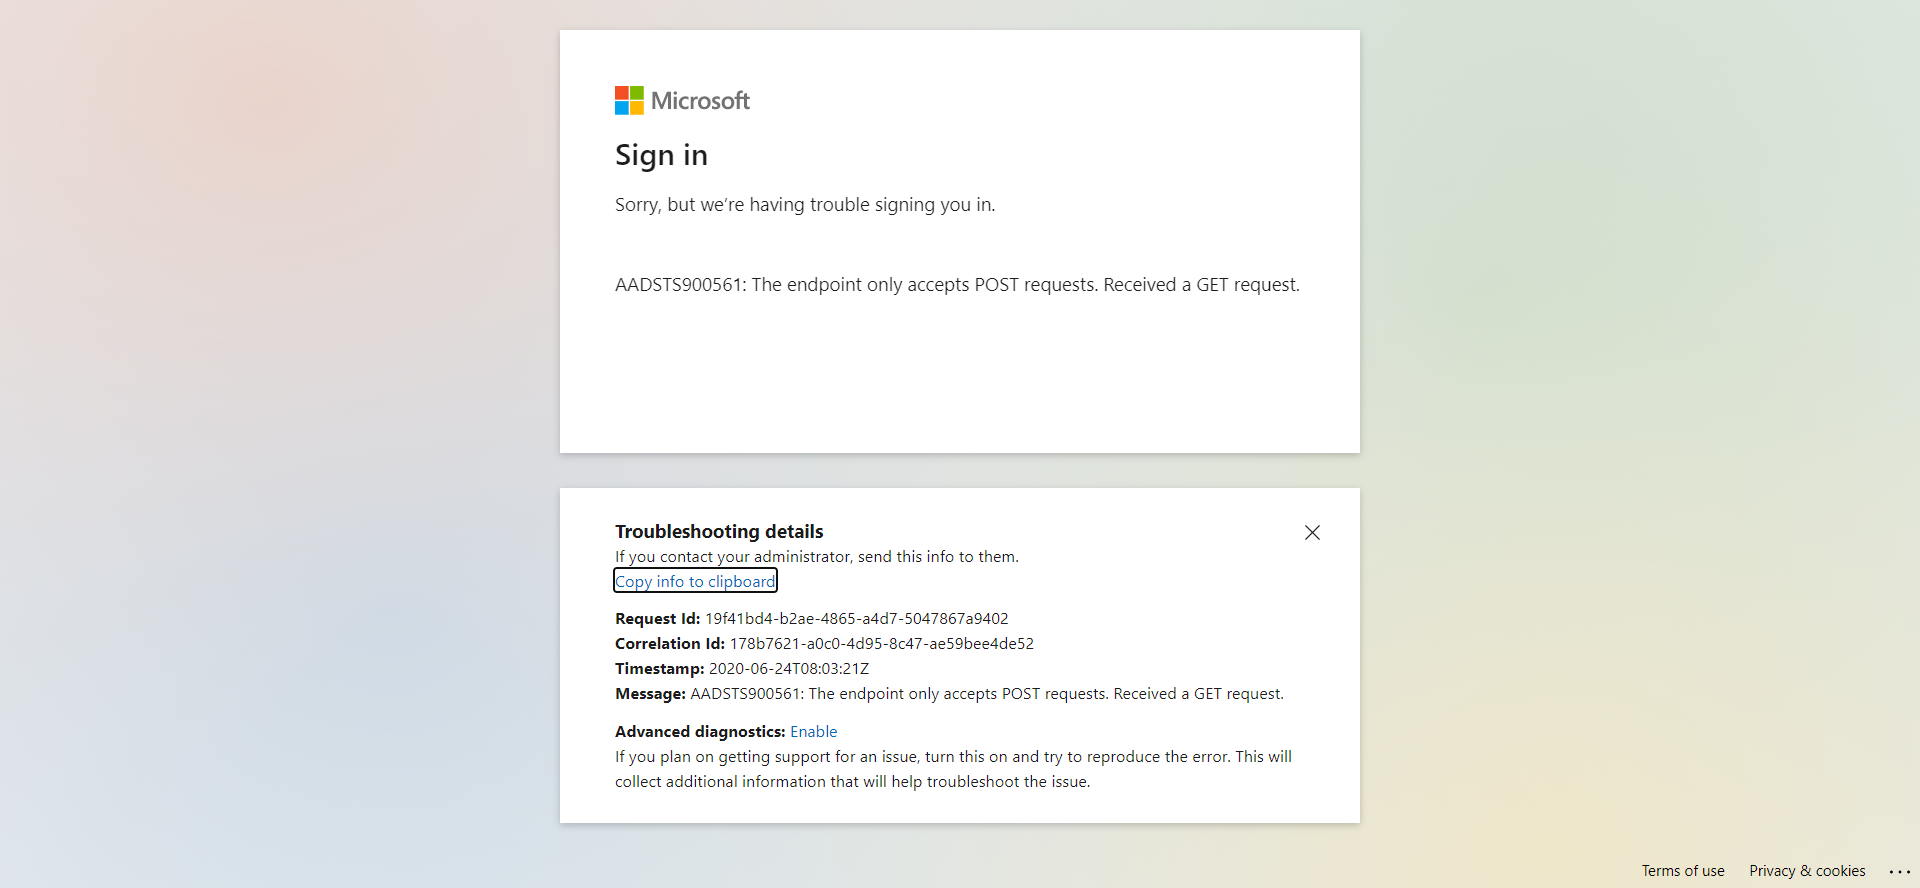 Microsoft
Sign in
Sorry, but we’re having trouble signing you in.
AADSTS900561: The endpoint only accepts POST requests. Received a GET request.
Troubleshooting details
If you contact your administrator, send this info to them.
Copy info to clipboard
Request Id: 19f41bd4-b2ae-4865-a4d7-5047867a9402
Correlation Id: 178b7621-a0c0-4d95-8c47-ae59bee4de52
Timestamp: 2020-06-24T08:03:21Z
Message: AADSTS900561: The endpoint only accepts POST requests. Received a GET request.
Advanced diagnostics: Enable
If you plan on getting support for an issue, turn this on and try to reproduce the error. This will
collect additional information that will help troubleshoot the issue.
Terms of use Privacy & cookies ...